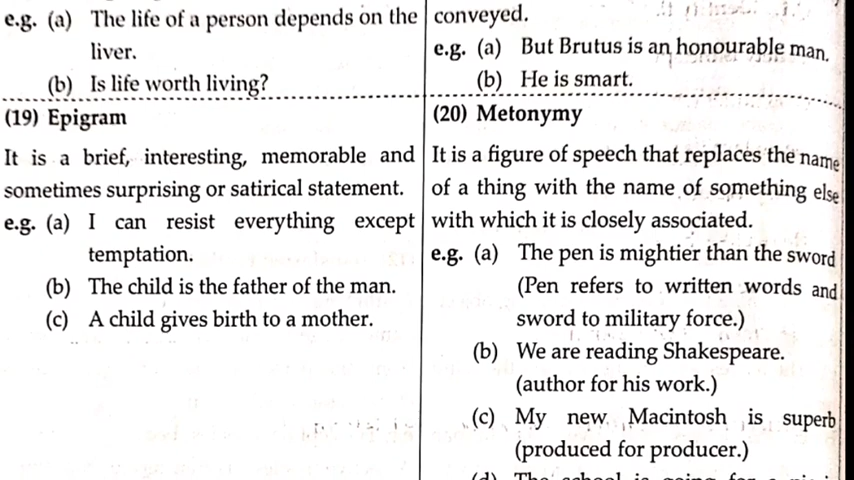 e.g. (a) The life of a person depends on the
liver.
(b) Is life worth living?
(19) Epigram
It is a brief, interesting, memorable and
sometimes surprising or satirical statement.
e.g. (a) I can resist everything except
temptation.
(b) The child is the father of the man.
(c) A child gives birth to a mother.
conveyed.
e.g. (a) But Brutus is an honourable man.
(b) He is smart.
(20) Metonymy
It is a figure of speech that replaces the name
of a thing with the name of something else
with which it is closely associated.
e.g. (a) The pen is mightier than the sword
(Pen refers to written words and
sword to military force.)
(b) We are reading Shakespeare.
(author for his work.)
(c) My new Macintosh is superb
(produced for producer.)
(d) The school is going for a